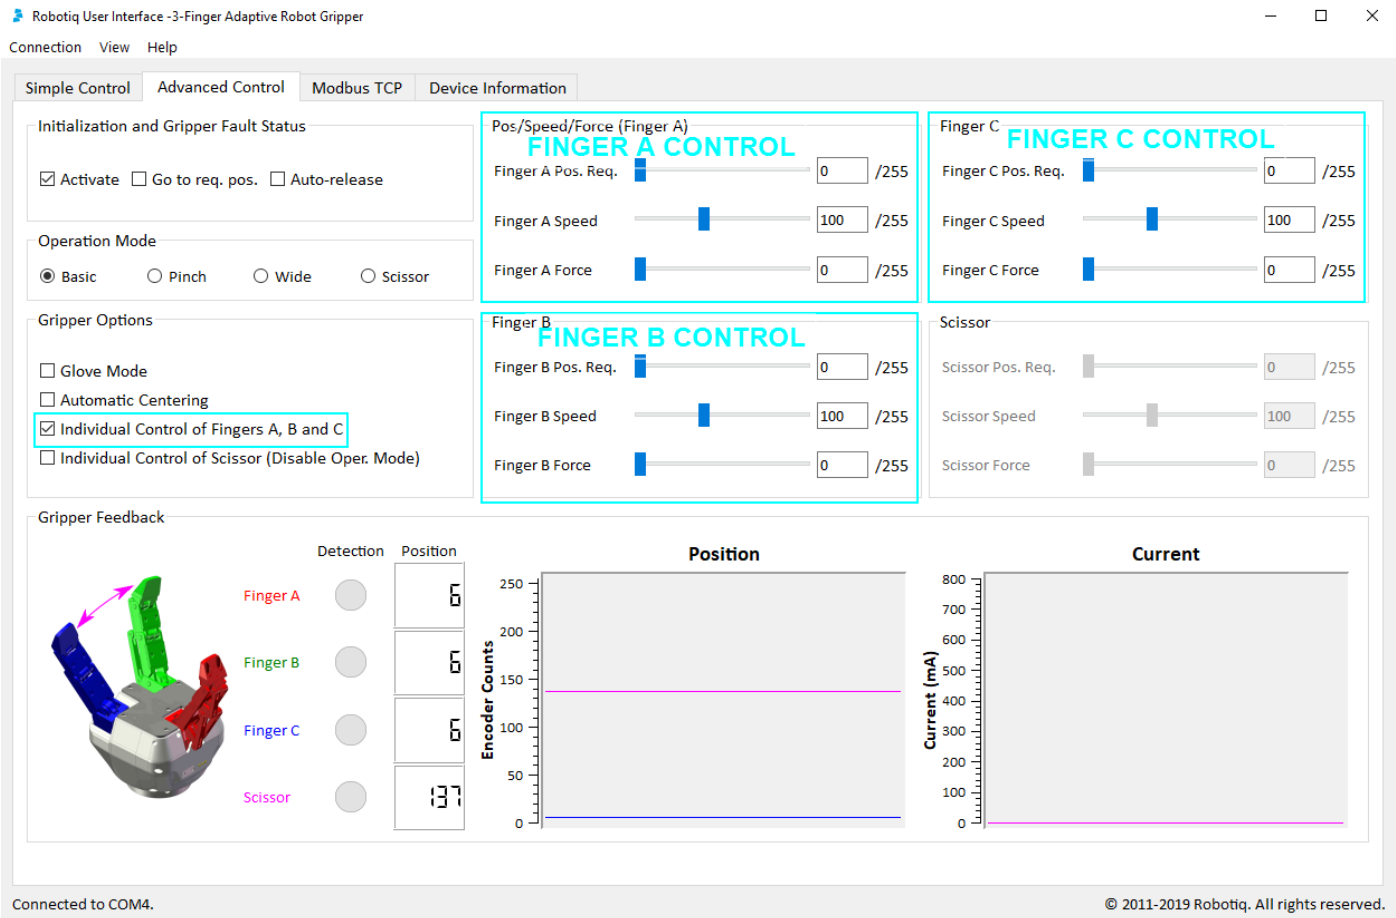 Robotiq User Interface -3-Finger Adaptive Robot Gripper
Connection View Help
Simple Control Advanced Control Modbus TCP Device Information
Initialization and Gripper Fault Status
Activate Go to req. pos. Auto-release
Operation Mode
Basic Pinch Wide Scissor
Gripper Options
Glove Mode
Automatic Centering
Individual Control of Fingers A, B and C
Individual Control of Scissor (Disable Oper. Mode)
Pos/Speed/Force (Finger A)
FINGER A CONTROL
Finger A Pos. Req. 0 /255
Finger A Speed 100 /255
Finger A Force 0 /255
Finger B
FINGER B CONTROL
Finger B Pos. Req. 0 /255
Finger B Speed 100 /255
Finger B Force 0 /255
Finger C
FINGER C CONTROL
Finger C Pos. Req. 0 /255
Finger C Speed 100 /255
Finger C Force 0 /255
Scissor
Scissor Pos. Req. 0 /255
Scissor Speed 100 /255
Scissor Force 0 /255
Gripper Feedback
Detection Position
Finger A 6
Finger B 6
Finger C 6
Scissor 137
Position
Encoder Counts
250
200
150
100
50
0
Current
Current (mA)
800
700
600
500
400
300
200
100
0
Connected to COM4.
© 2011-2019 Robotiq. All rights reserved.